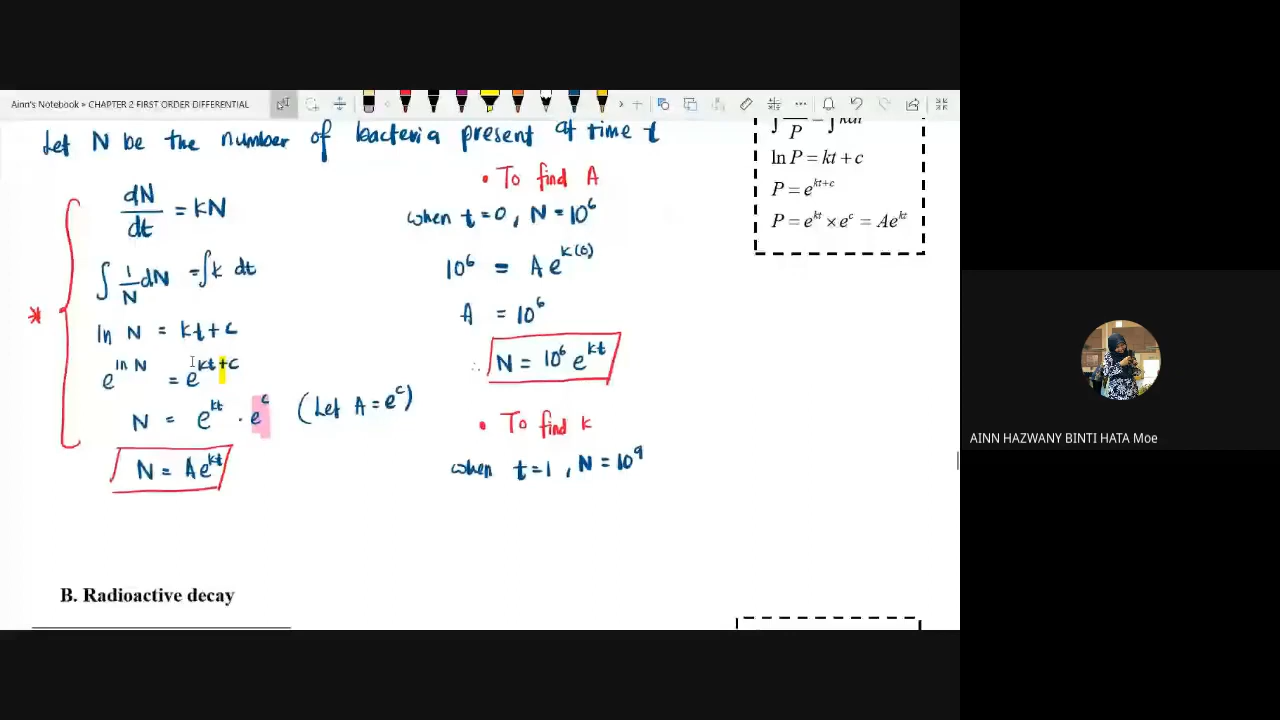 Ainn's Notebook » CHAPTER 2 FIRST ORDER DIFFERENTIAL
Let N be the number of bacteria present at time t
dN/dt = kN
∫ 1/N dN = ∫ k dt
ln N = kt + c
e^{ln N} = e^{kt+c}
N = e^{kt} · e^{c} (Let A = e^{c})
N = Ae^{kt}
• To find A
when t=0, N = 10^6
10^6 = A e^{k(0)}
A = 10^6
∴ N = 10^6 e^{kt}
• To find k
when t=1, N = 10^9
ln P = kt + c
P = e^{kt+c}
P = e^{kt} × e^{c} = Ae^{kt}
B. Radioactive decay
AINN HAZWANY BINTI HATA Moe